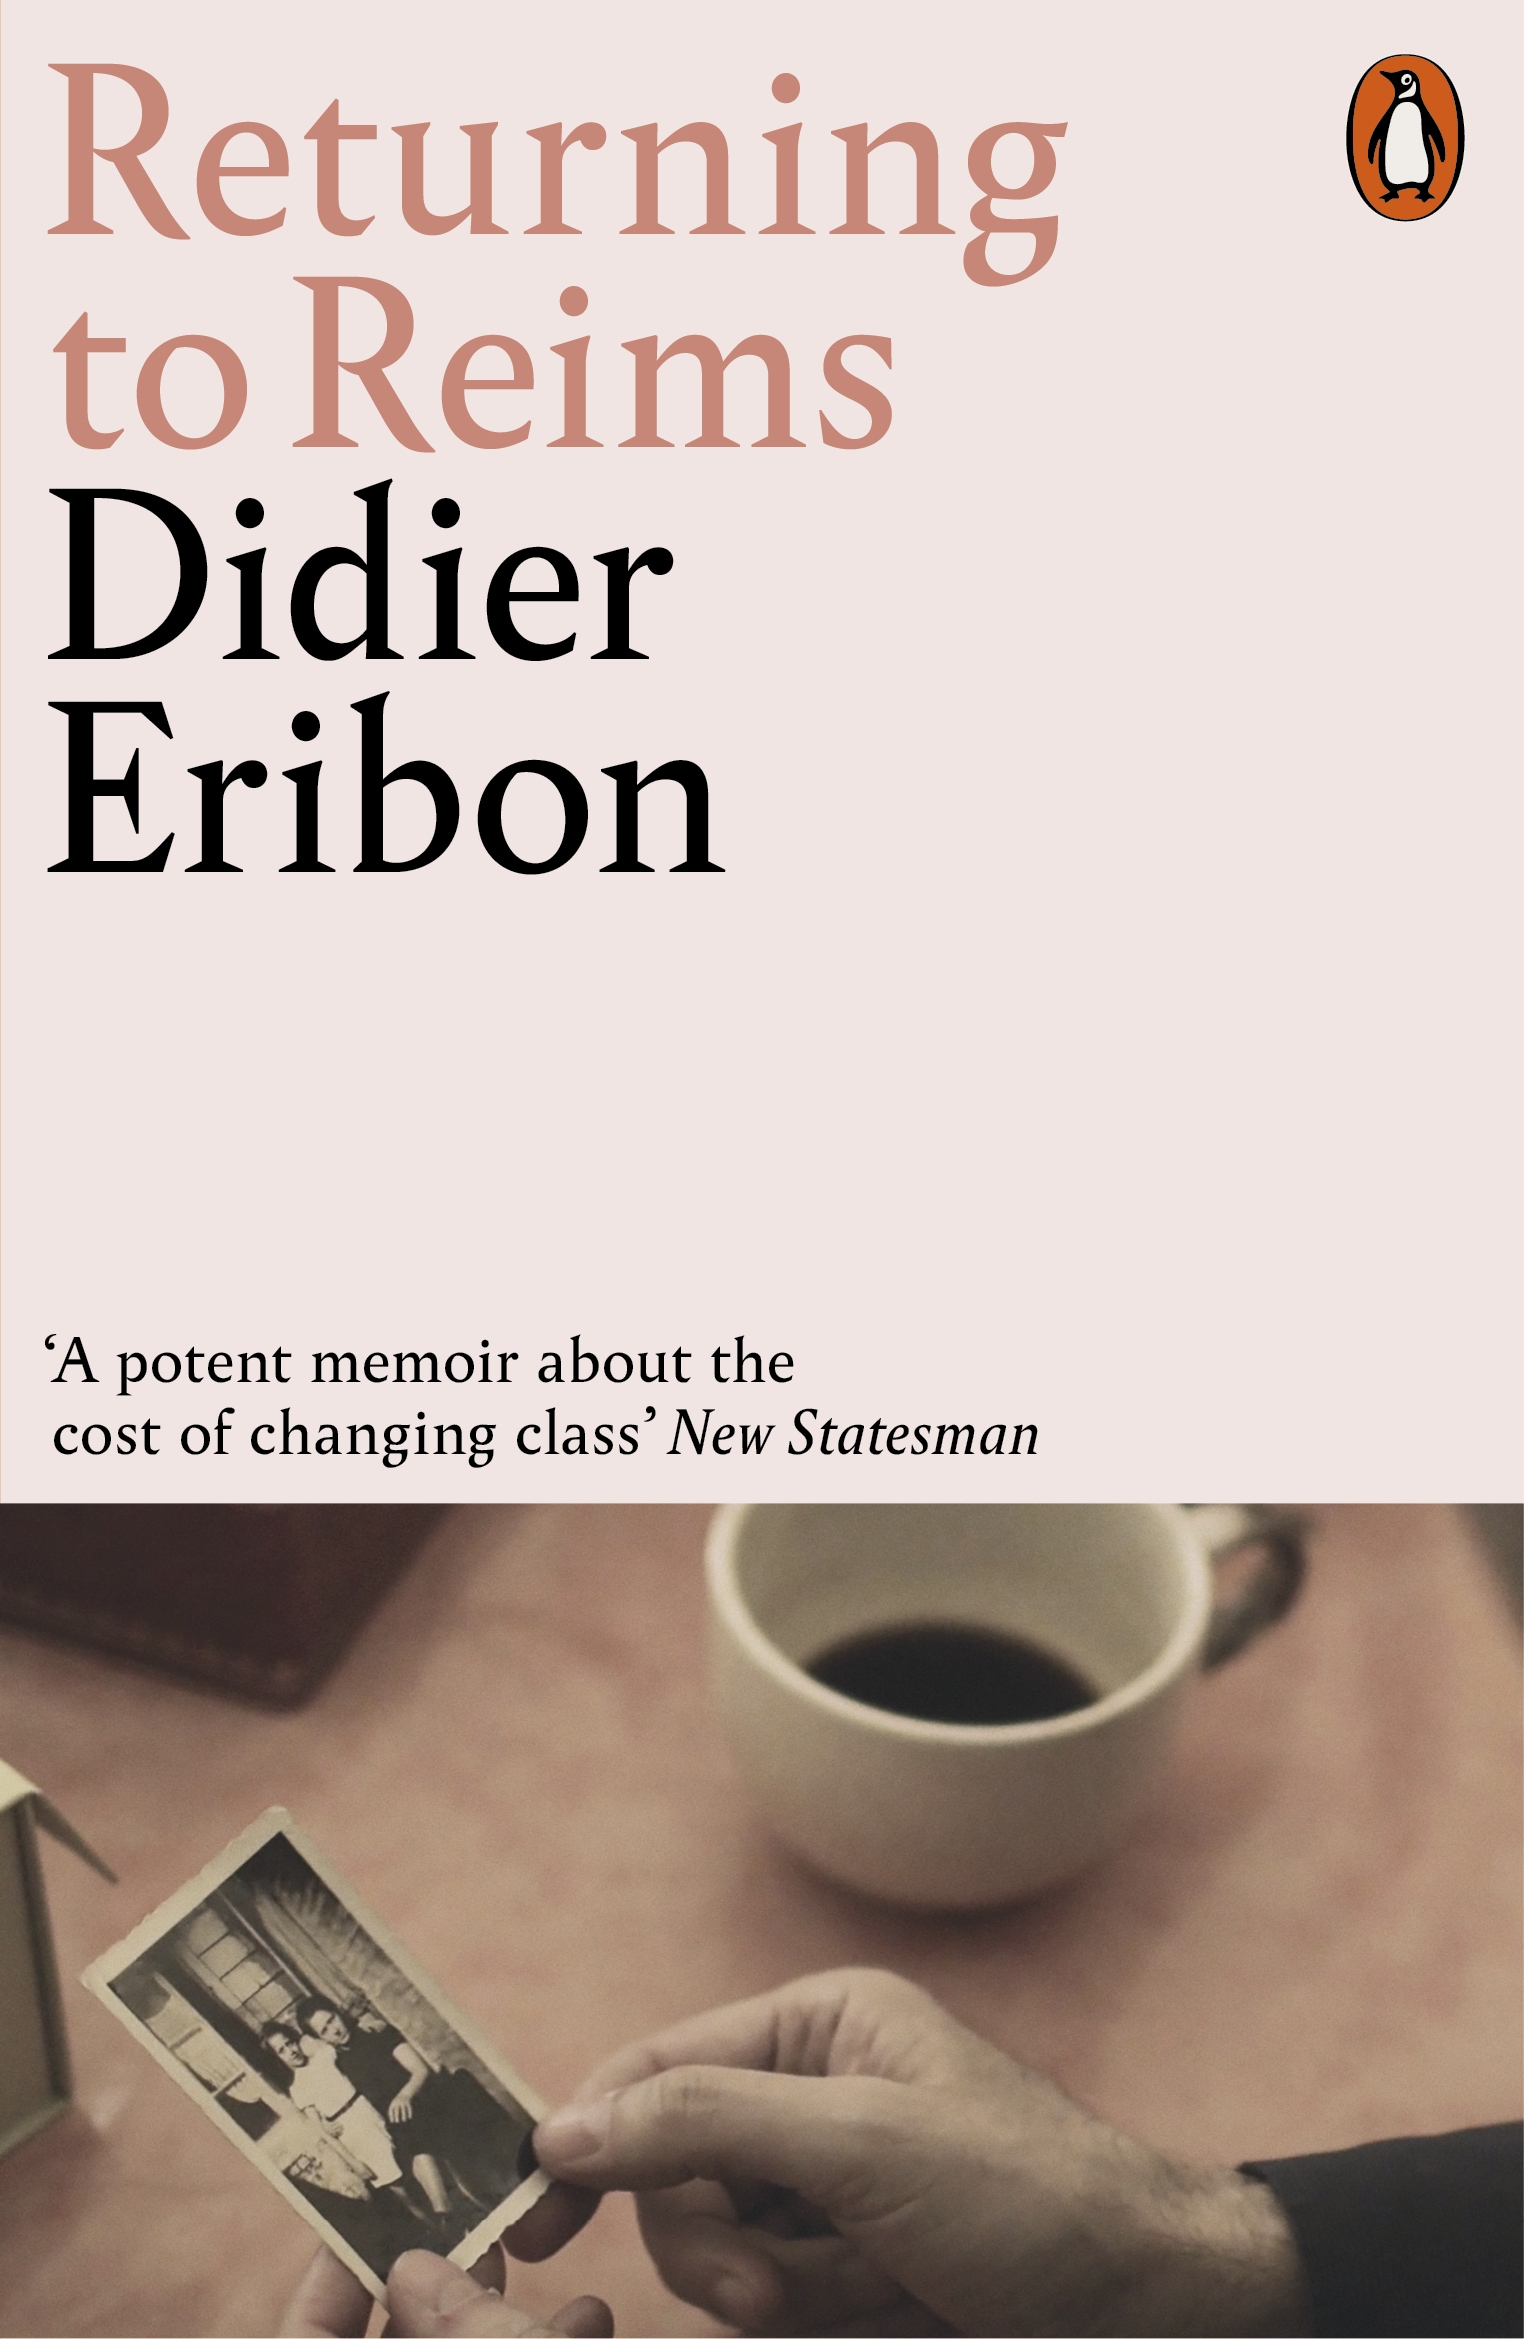 Returning
to Reims
Didier
Eribon
‘A potent memoir about the
cost of changing class’ New Statesman